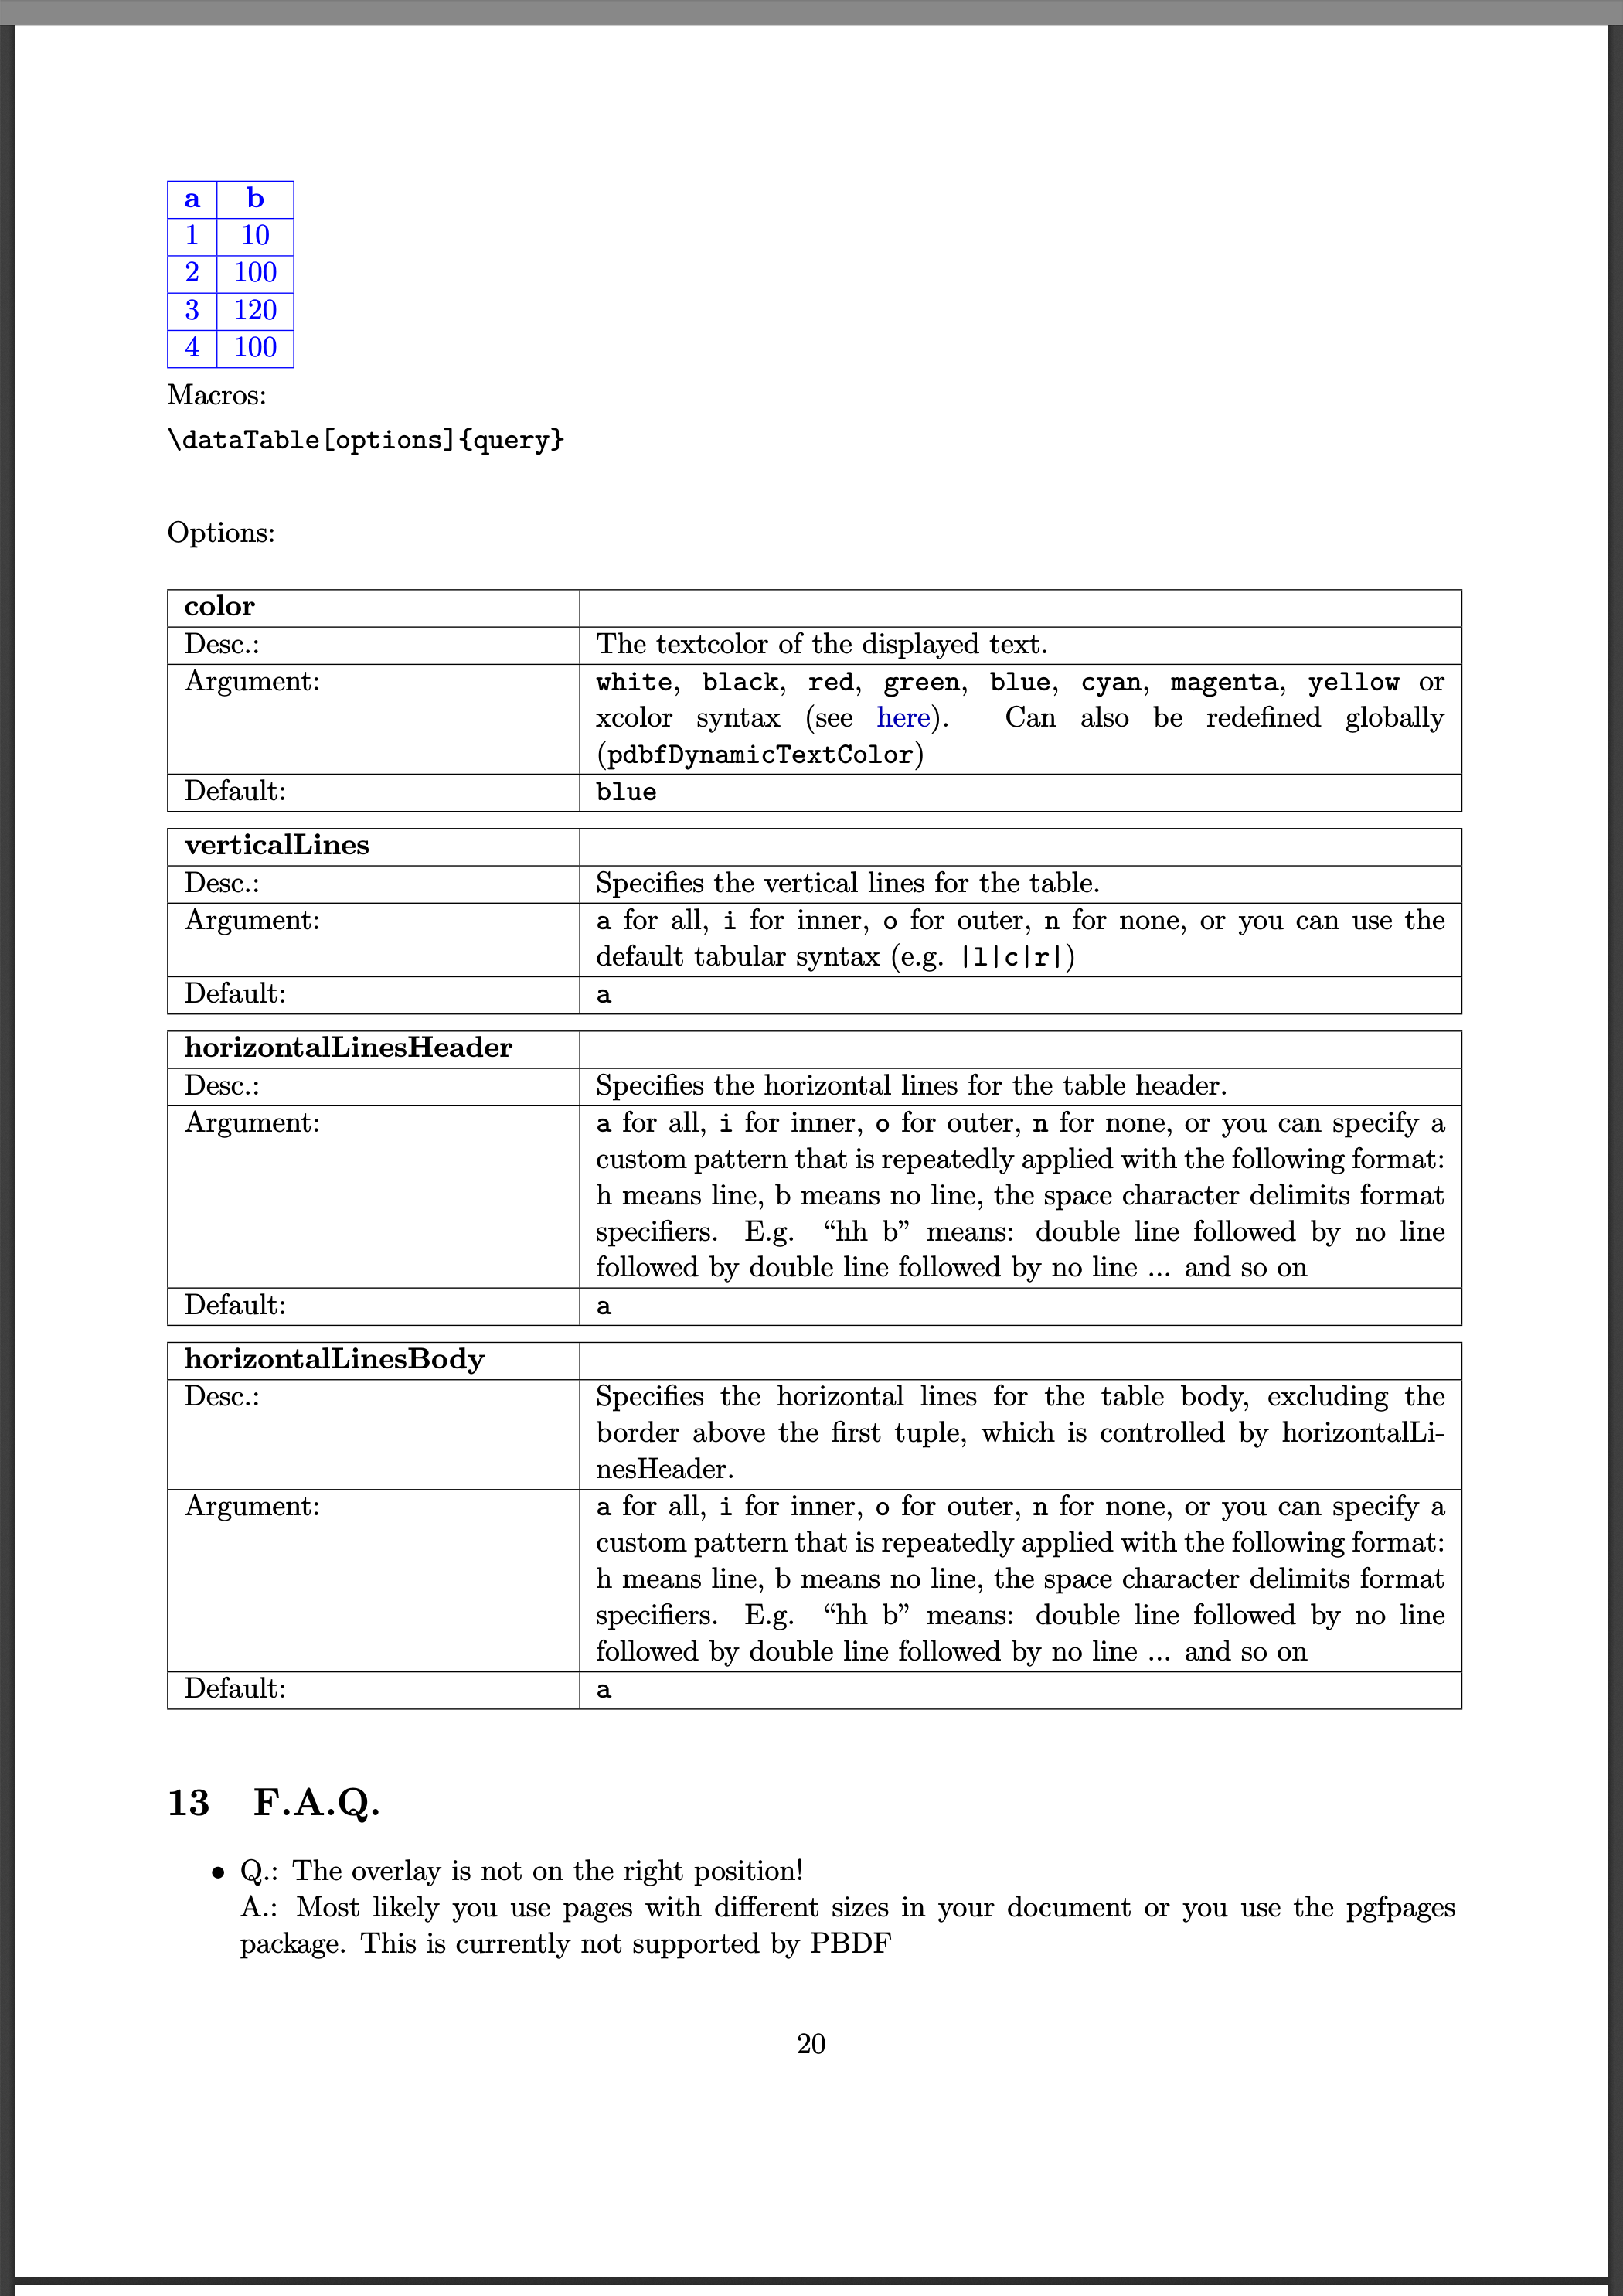 a b
1 10
2 100
3 120
4 100
Macros:
\dataTable[options]{query}
Options:
color
Desc.: The textcolor of the displayed text.
Argument: white, black, red, green, blue, cyan, magenta, yellow or
xcolor syntax (see here). Can also be redefined globally
(pdbfDynamicTextColor)
Default: blue
verticalLines
Desc.: Specifies the vertical lines for the table.
Argument: a for all, i for inner, o for outer, n for none, or you can use the
default tabular syntax (e.g. |l|c|r|)
Default: a
horizontalLinesHeader
Desc.: Specifies the horizontal lines for the table header.
Argument: a for all, i for inner, o for outer, n for none, or you can specify a
custom pattern that is repeatedly applied with the following format:
h means line, b means no line, the space character delimits format
specifiers. E.g. “hh b” means: double line followed by no line
followed by double line followed by no line ... and so on
Default: a
horizontalLinesBody
Desc.: Specifies the horizontal lines for the table body, excluding the
border above the first tuple, which is controlled by horizontalLi-
nesHeader.
Argument: a for all, i for inner, o for outer, n for none, or you can specify a
custom pattern that is repeatedly applied with the following format:
h means line, b means no line, the space character delimits format
specifiers. E.g. “hh b” means: double line followed by no line
followed by double line followed by no line ... and so on
Default: a
13 F.A.Q.
• Q.: The overlay is not on the right position!
A.: Most likely you use pages with different sizes in your document or you use the pgfpages
package. This is currently not supported by PBDF
20